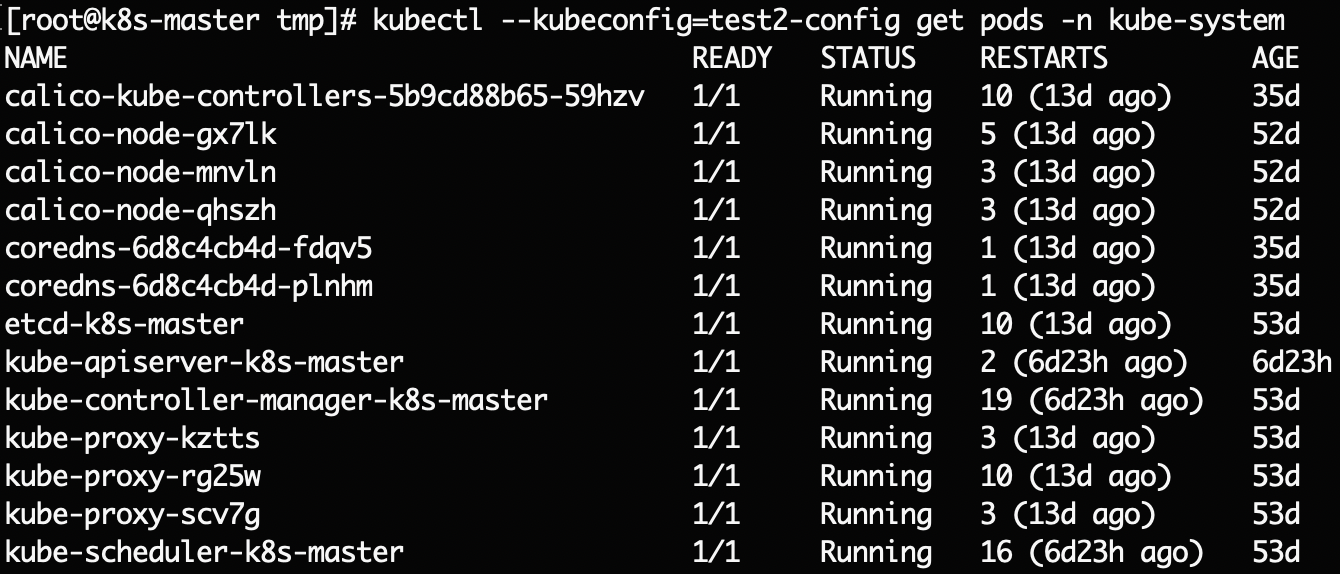 [root@k8s-master tmp]# kubectl --kubeconfig=test2-config get pods -n kube-system
NAME READY STATUS RESTARTS AGE
calico-kube-controllers-5b9cd88b65-59hzv 1/1 Running 10 (13d ago) 35d
calico-node-gx7lk 1/1 Running 5 (13d ago) 52d
calico-node-mnvln 1/1 Running 3 (13d ago) 52d
calico-node-qhszh 1/1 Running 3 (13d ago) 52d
coredns-6d8c4cb4d-fdqv5 1/1 Running 1 (13d ago) 35d
coredns-6d8c4cb4d-plnhm 1/1 Running 1 (13d ago) 35d
etcd-k8s-master 1/1 Running 10 (13d ago) 53d
kube-apiserver-k8s-master 1/1 Running 2 (6d23h ago) 6d23h
kube-controller-manager-k8s-master 1/1 Running 19 (6d23h ago) 53d
kube-proxy-kztts 1/1 Running 3 (13d ago) 53d
kube-proxy-rg25w 1/1 Running 10 (13d ago) 53d
kube-proxy-scv7g 1/1 Running 3 (13d ago) 53d
kube-scheduler-k8s-master 1/1 Running 16 (6d23h ago) 53d